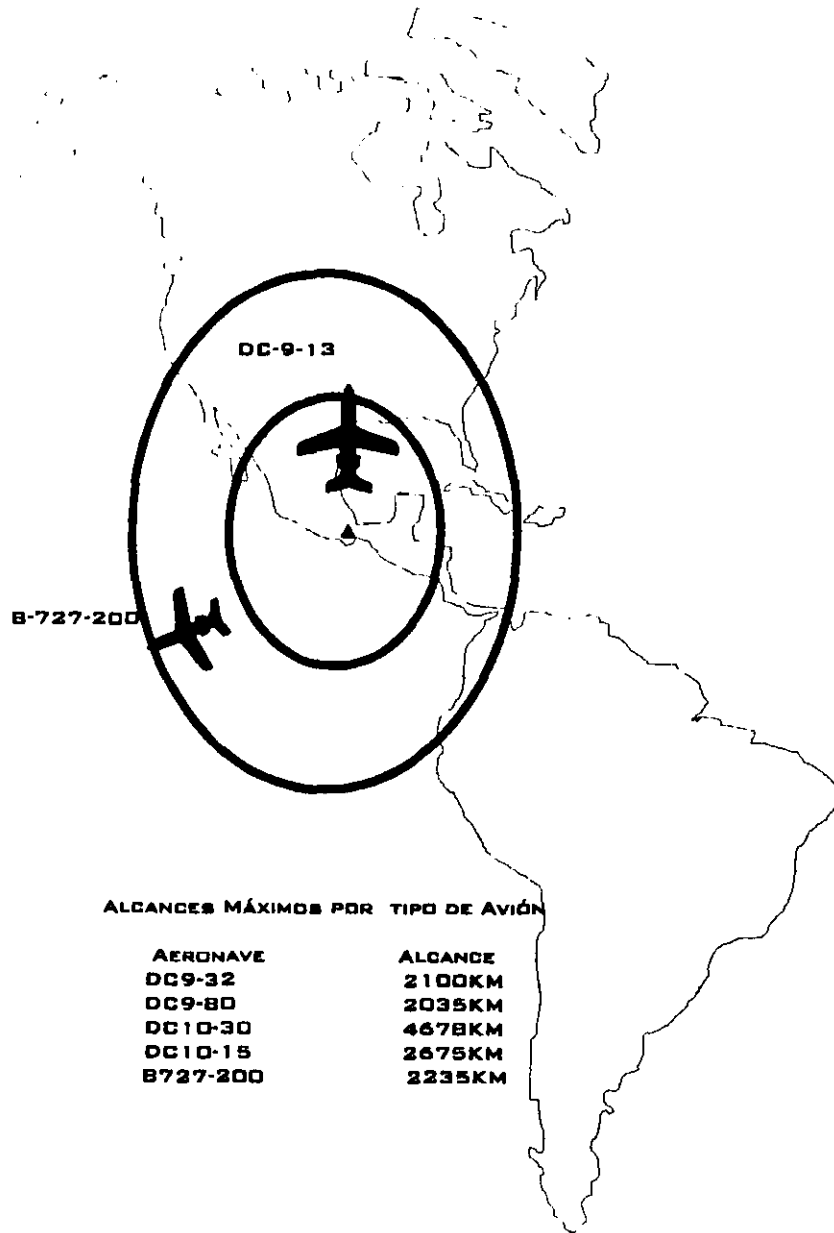 DC-9-13
B-727-200
ALCANCES MÁXIMOS POR TIPO DE AVIÓN
AERONAVE ALCANCE
DC9-32 2100KM
DC9-80 2035KM
DC10-30 4678KM
DC10-15 2675KM
B727-200 2235KM